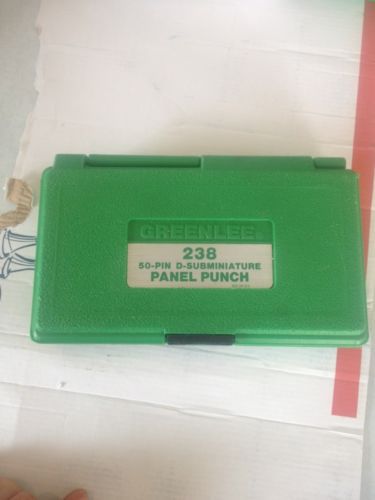 GREENLEE®
238
50-PIN D-SUBMINIATURE
PANEL PUNCH